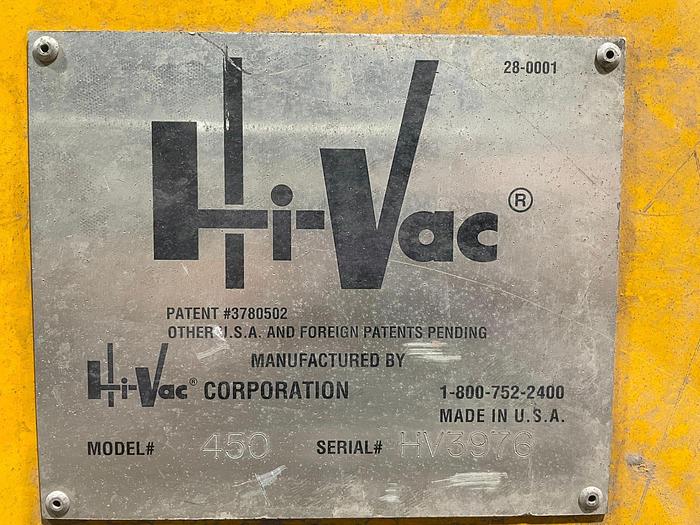 28-0001
Hi-Vac®
PATENT #3780502
OTHER U.S.A. AND FOREIGN PATENTS PENDING
MANUFACTURED BY
Hi-Vac® CORPORATION
1-800-752-2400
MADE IN U.S.A.
MODEL# 450 SERIAL# HV3976